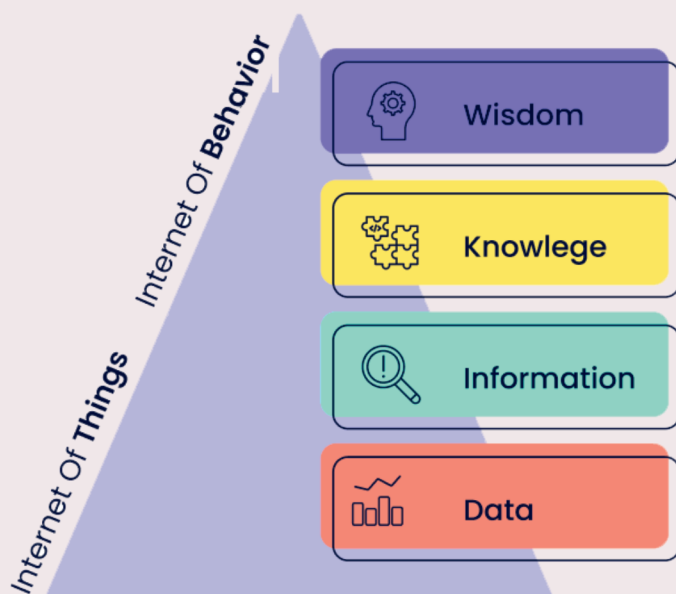 Internet Of Behavior
Internet Of Things
Wisdom
Knowlege
Information
Data